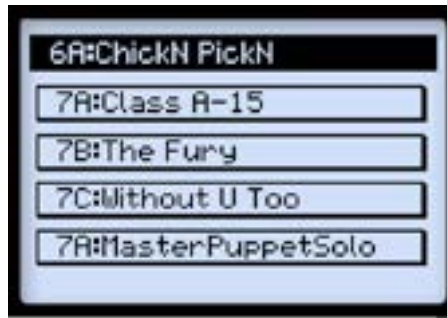 6A:ChickN PickN
7A:Class A-15
7B:The Fury
7C:Without U Too
7A:MasterPuppetSolo